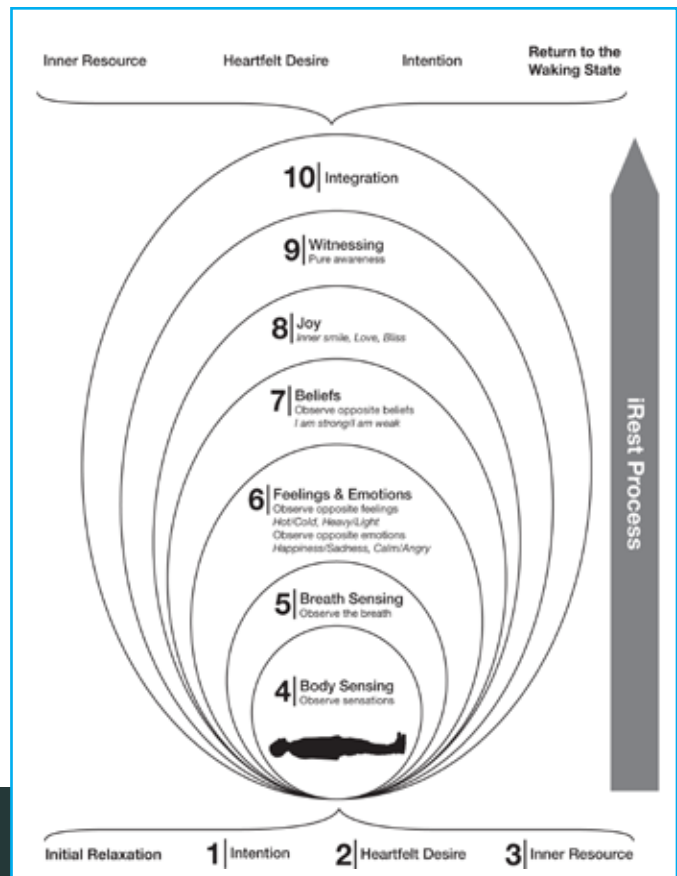 Inner Resource
Heartfelt Desire
Intention
Return to the
Waking State
10 Integration
9 Witnessing
Pure awareness
8 Joy
Inner smile, Love, Bliss
7 Beliefs
Observe opposite beliefs
I am strong/I am weak
6 Feelings & Emotions
Observe opposite feelings
Hot/Cold, Heavy/Light
Observe opposite emotions
Happiness/Sadness, Calm/Angry
5 Breath Sensing
Observe the breath
4 Body Sensing
Observe sensations
iRest Process
Initial Relaxation
1 Intention
2 Heartfelt Desire
3 Inner Resource